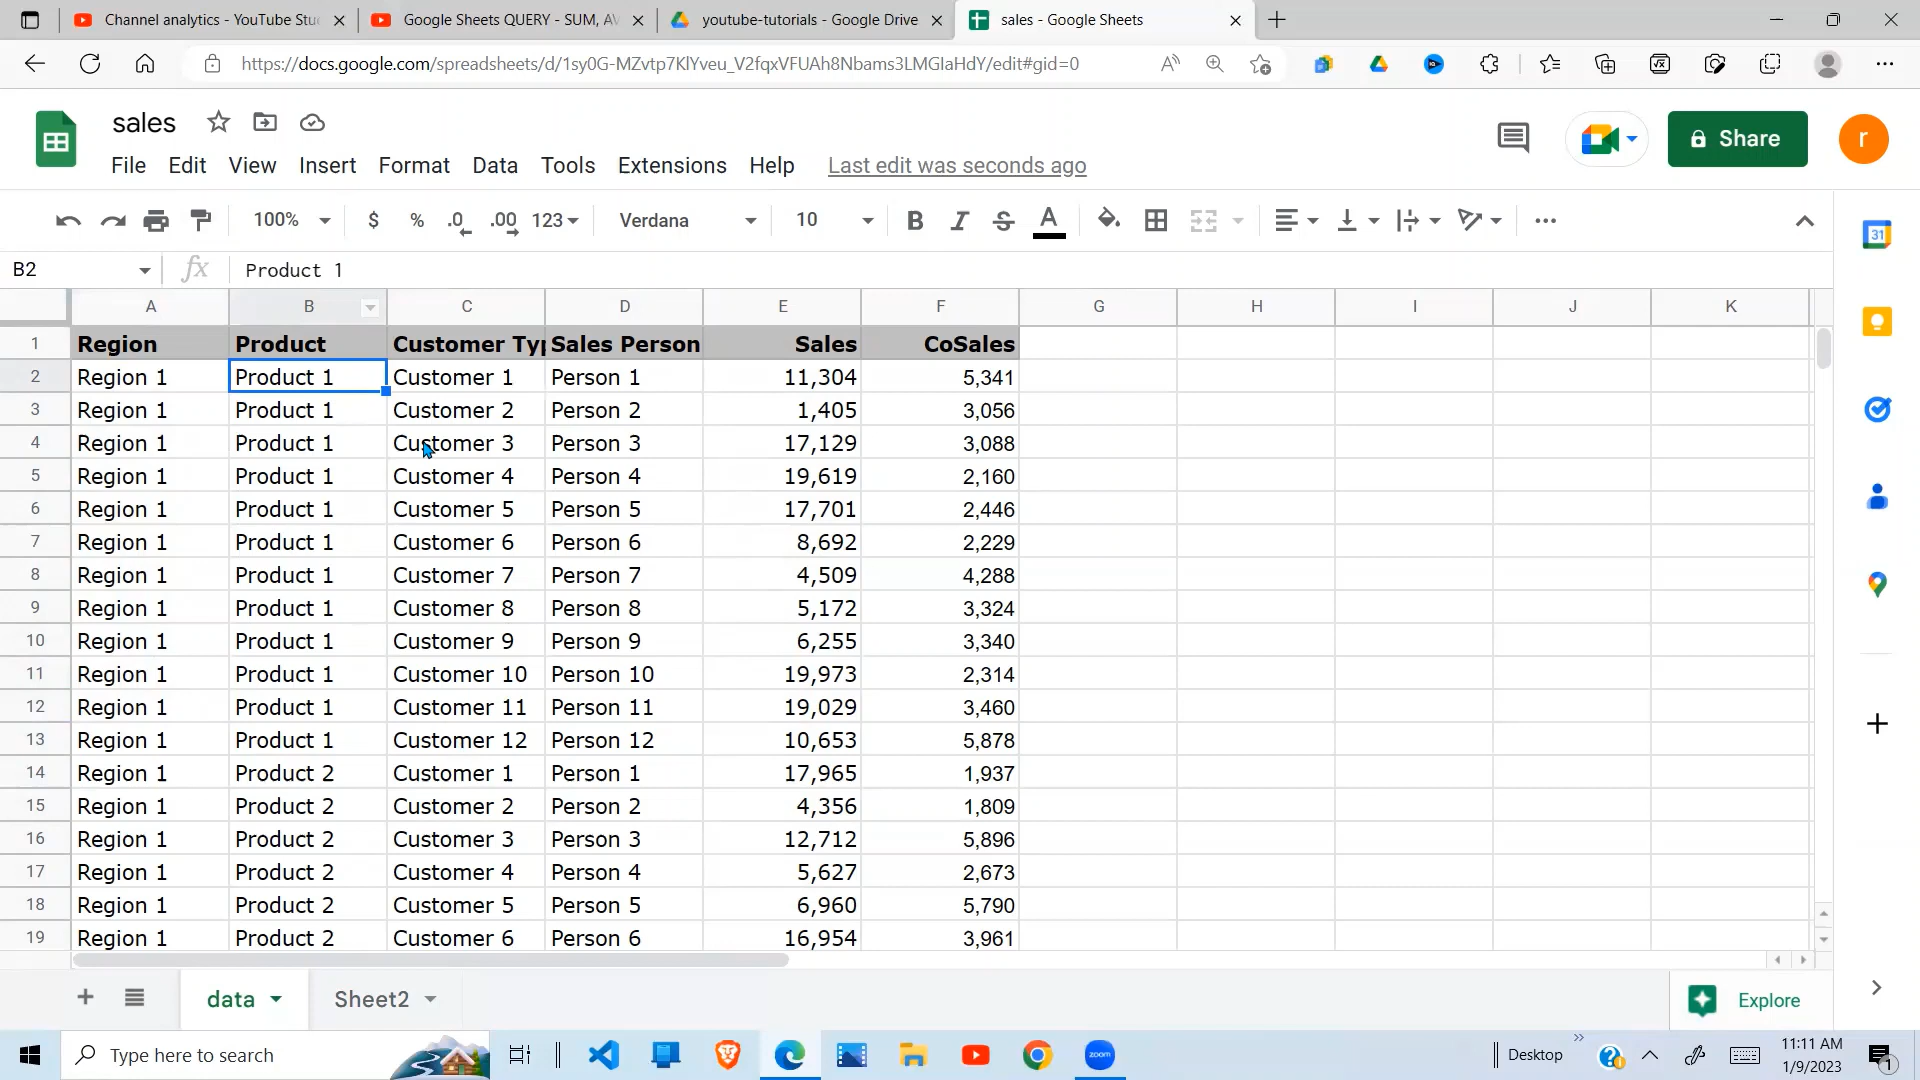 Channel analytics - YouTube Stu
Google Sheets QUERY - SUM, AV
youtube-tutorials - Google Drive
sales - Google Sheets
https://docs.google.com/spreadsheets/d/1sy0G-MZvtp7KlYveu_V2fqxVFUAh8Nbams3LMGIaHdY/edit#gid=0
sales
File Edit View Insert Format Data Tools Extensions Help Last edit was seconds ago
Share
r
100% $ % .0 .00 123 Verdana 10 B I S A
31
B2 fx Product 1
A B C D E F G H I J K
1 Region Product Customer Typ Sales Person Sales CoSales
2 Region 1 Product 1 Customer 1 Person 1 11,304 5,341
3 Region 1 Product 1 Customer 2 Person 2 1,405 3,056
4 Region 1 Product 1 Customer 3 Person 3 17,129 3,088
5 Region 1 Product 1 Customer 4 Person 4 19,619 2,160
6 Region 1 Product 1 Customer 5 Person 5 17,701 2,446
7 Region 1 Product 1 Customer 6 Person 6 8,692 2,229
8 Region 1 Product 1 Customer 7 Person 7 4,509 4,288
9 Region 1 Product 1 Customer 8 Person 8 5,172 3,324
10 Region 1 Product 1 Customer 9 Person 9 6,255 3,340
11 Region 1 Product 1 Customer 10 Person 10 19,973 2,314
12 Region 1 Product 1 Customer 11 Person 11 19,029 3,460
13 Region 1 Product 1 Customer 12 Person 12 10,653 5,878
14 Region 1 Product 2 Customer 1 Person 1 17,965 1,937
15 Region 1 Product 2 Customer 2 Person 2 4,356 1,809
16 Region 1 Product 2 Customer 3 Person 3 12,712 5,896
17 Region 1 Product 2 Customer 4 Person 4 5,627 2,673
18 Region 1 Product 2 Customer 5 Person 5 6,960 5,790
19 Region 1 Product 2 Customer 6 Person 6 16,954 3,961
data Sheet2 Explore
Type here to search
zoom
Desktop
11:11 AM
1/9/2023
1